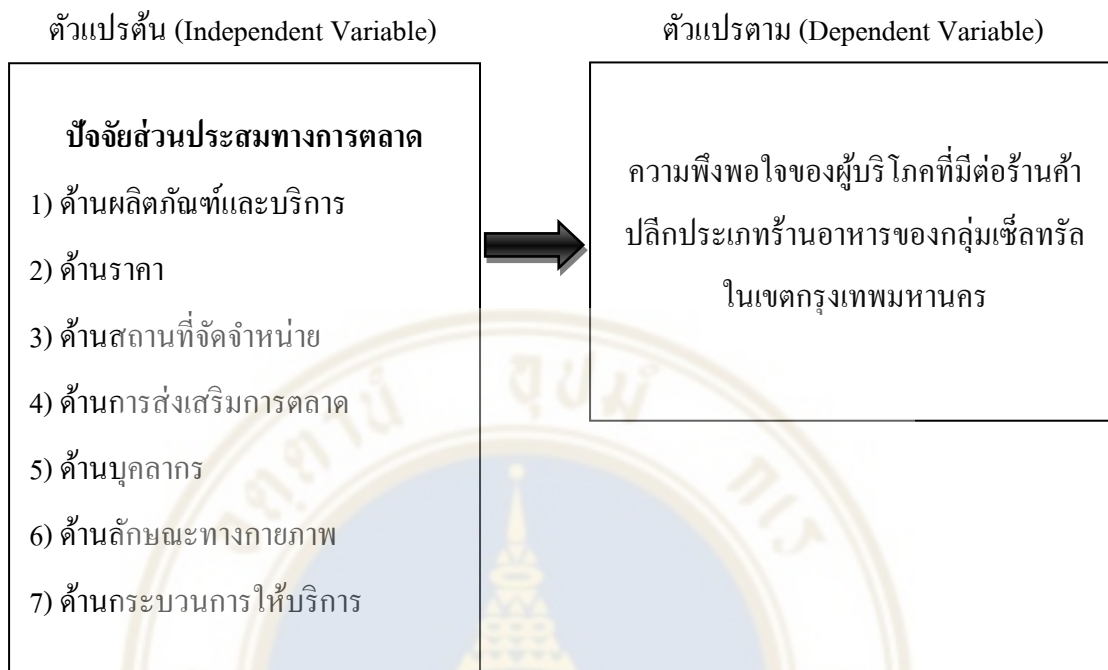 ตัวแปรต้น (Independent Variable)
ปัจจัยส่วนประสมทางการตลาด
1) ด้านผลิตภัณฑ์และบริการ
2) ด้านราคา
3) ด้านสถานที่จัดจำหน่าย
4) ด้านการส่งเสริมการตลาด
5) ด้านบุคลากร
6) ด้านลักษณะทางกายภาพ
7) ด้านกระบวนการให้บริการ
ตัวแปรตาม (Dependent Variable)
ความพึงพอใจของผู้บริโภคที่มีต่อร้านค้า
ปลีกประเภทร้านอาหารของกลุ่มเซ็ลทรัล
ในเขตกรุงเทพมหานคร
อตฺตานํ อุปมํ กเร